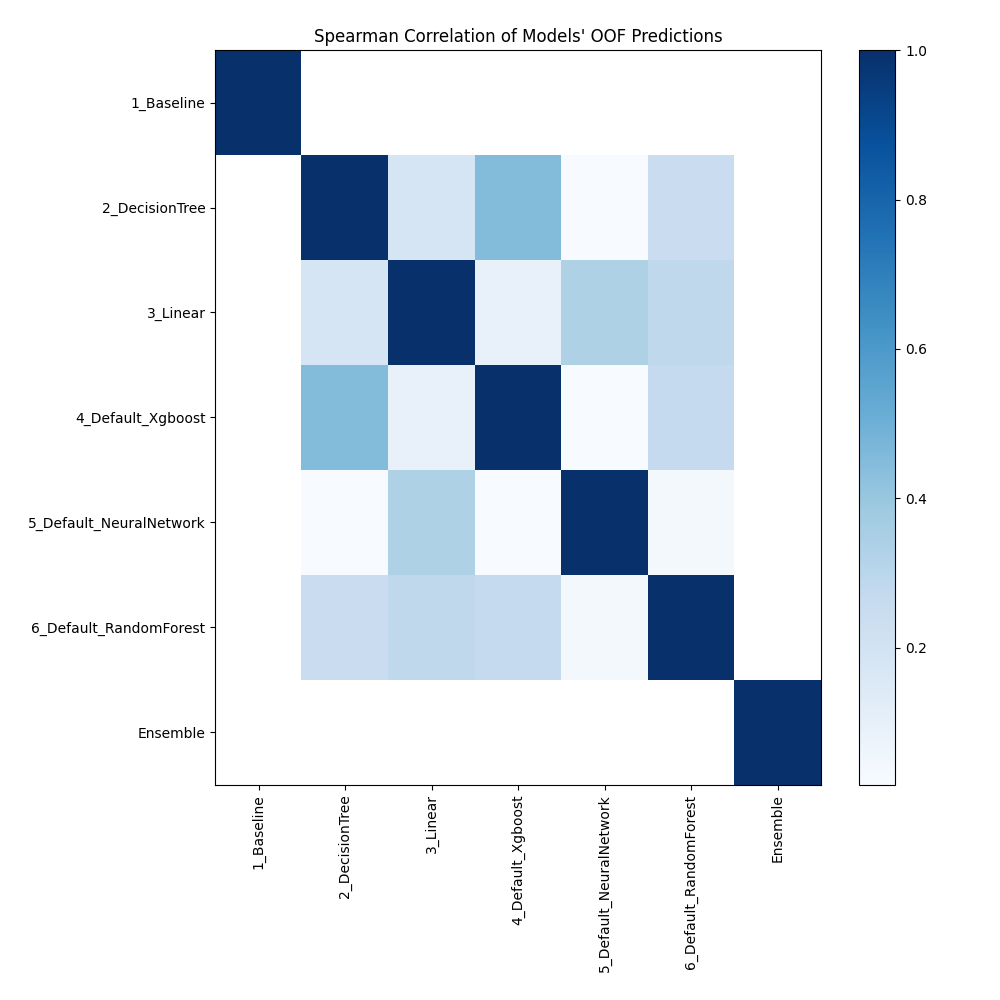 Spearman Correlation of Models' OOF Predictions
1_Baseline
2_DecisionTree
3_Linear
4_Default_Xgboost
5_Default_NeuralNetwork
6_Default_RandomForest
Ensemble
1_Baseline
2_DecisionTree
3_Linear
4_Default_Xgboost
5_Default_NeuralNetwork
6_Default_RandomForest
Ensemble
1.0
0.8
0.6
0.4
0.2